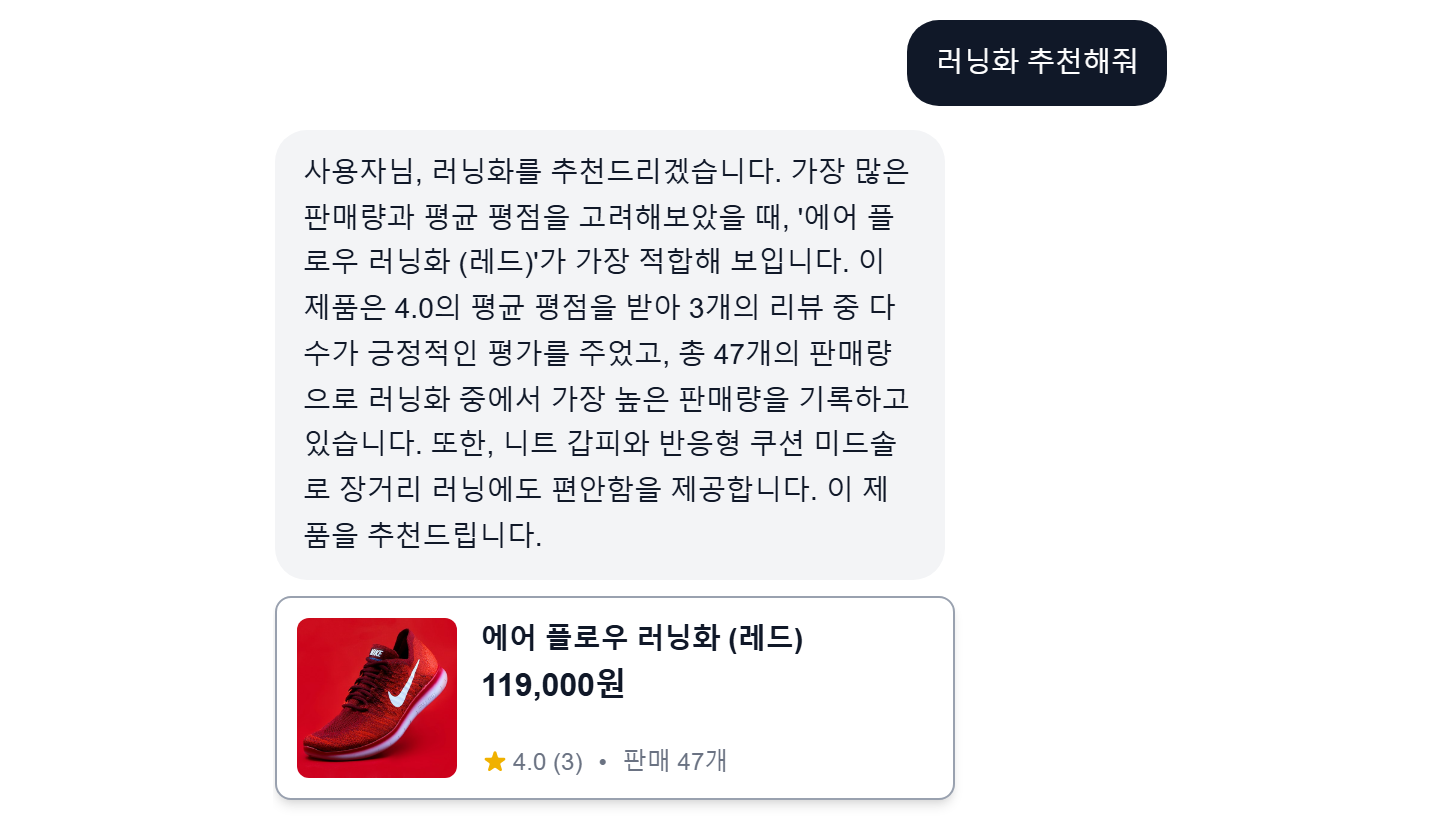 러닝화 추천해줘
사용자님, 러닝화를 추천드리겠습니다. 가장 많은
판매량과 평균 평점을 고려해보았을 때, '에어 플
로우 러닝화 (레드)'가 가장 적합해 보입니다. 이
제품은 4.0의 평균 평점을 받아 3개의 리뷰 중 다
수가 긍정적인 평가를 주었고, 총 47개의 판매량
으로 러닝화 중에서 가장 높은 판매량을 기록하고
있습니다. 또한, 니트 갑피와 반응형 쿠션 미드솔
로 장거리 러닝에도 편안함을 제공합니다. 이 제
품을 추천드립니다.
NIKE
에어 플로우 러닝화 (레드)
119,000원
4.0 (3) • 판매 47개